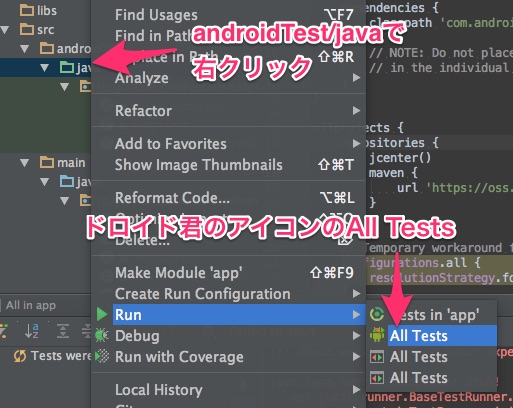 libs
src
androi
jav
main
jav
Find Usages ⌥F7
Find in Path
Replace in Path... ⇧⌘R
Analyze
Refactor
Add to Favorites
Show Image Thumbnails ⇧⌘T
Reformat Code... ⌥⌘L
Delete... ⌦
Make Module 'app' ⇧⌘F9
Create Run Configuration
Run
Debug
Run with Coverage
Local History
androidTest/javaで
右クリック
ドロイド君のアイコンのAll Tests
Tests in 'app'
All Tests
All Tests
All Tests
pendencies {
classpath 'com.androi
// NOTE: Do not place
// in the individual
ects {
ositories {
jcenter()
maven {
url 'https://oss.
}
Temporary workaround f
figurations.all {
resolutionStrategy.fo
All in app
Tests were
runner.BaseTestRunner.